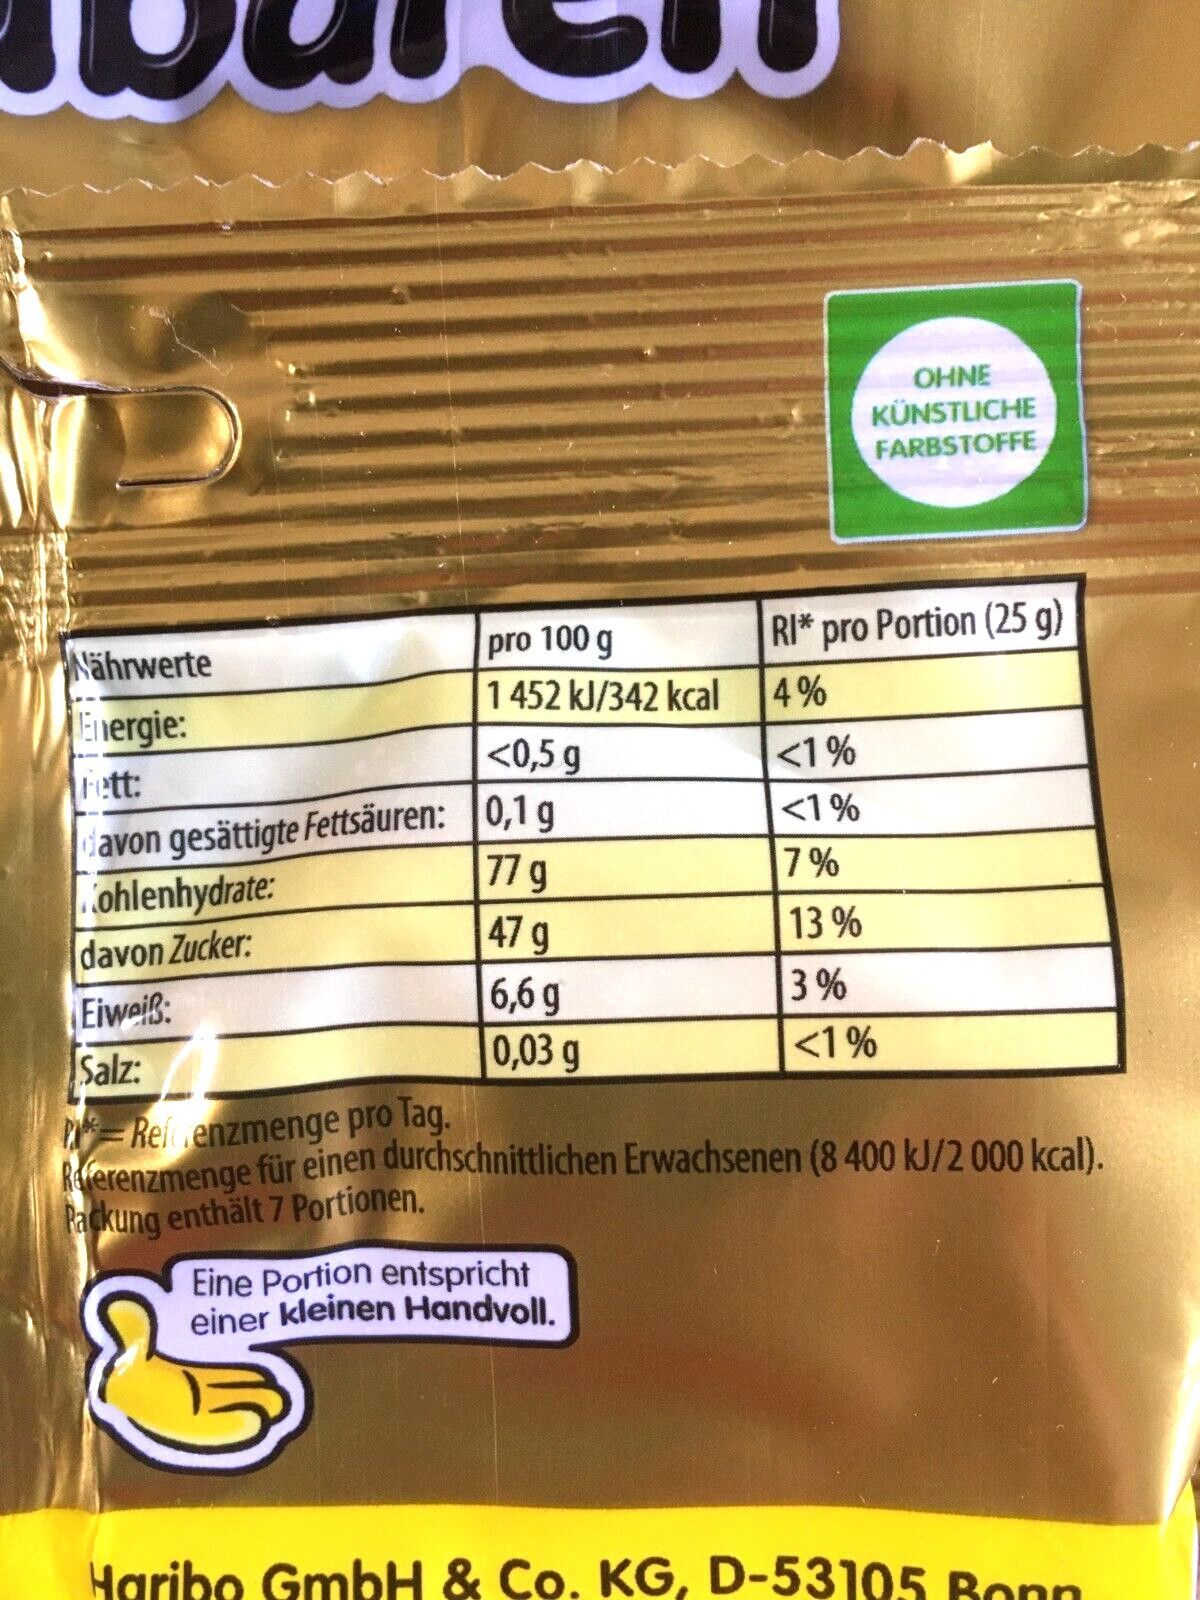 OHNE
KÜNSTLICHE
FARBSTOFFE
Nährwerte pro 100 g RI* pro Portion (25 g)
Energie: 1 452 kJ/342 kcal 4 %
Fett: <0,5 g <1 %
davon gesättigte Fettsäuren: 0,1 g <1 %
Kohlenhydrate: 77 g 7 %
davon Zucker: 47 g 13 %
Eiweiß: 6,6 g 3 %
Salz: 0,03 g <1 %
RI*= Referenzmenge pro Tag.
Referenzmenge für einen durchschnittlichen Erwachsenen (8 400 kJ/2 000 kcal).
Packung enthält 7 Portionen.
Eine Portion entspricht
einer kleinen Handvoll.
Haribo GmbH & Co. KG, D-53105 Bonn